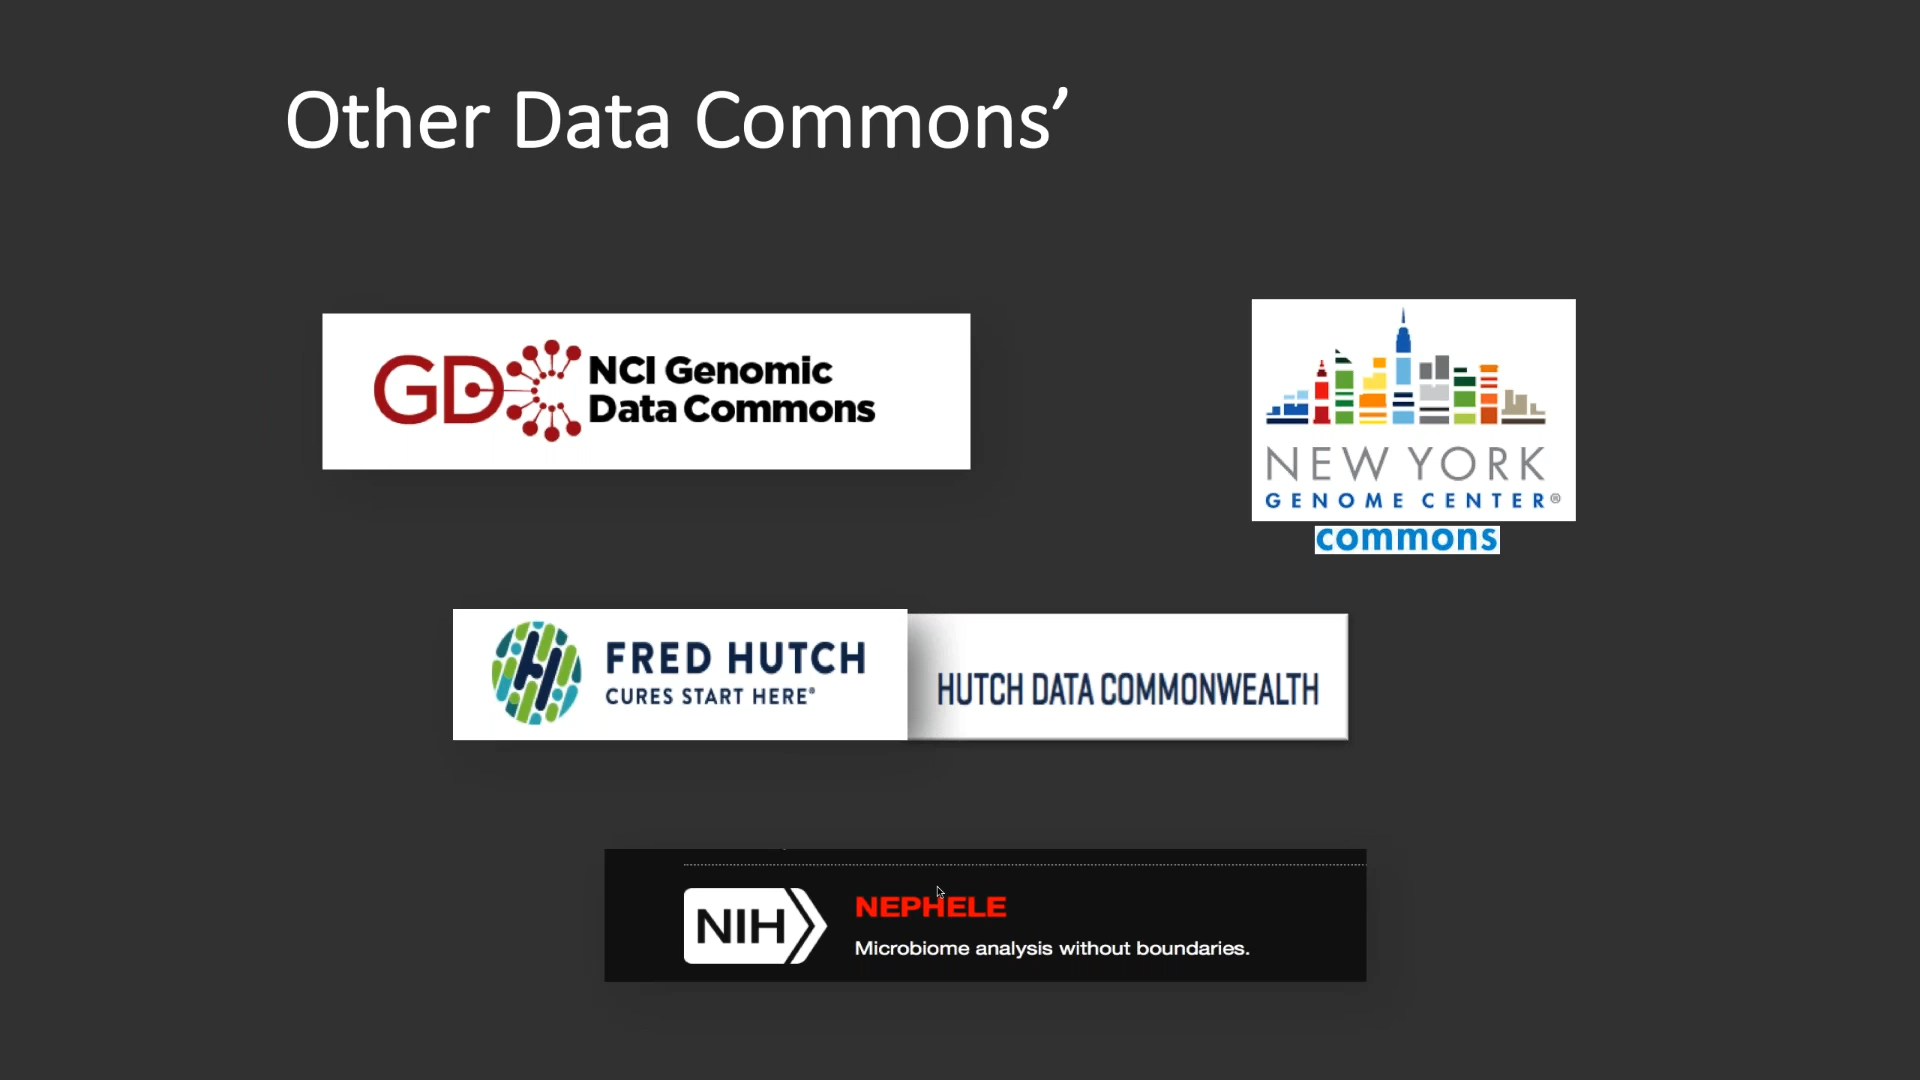 Other Data Commons’
GDC NCI Genomic
Data Commons
NEW YORK
GENOME CENTER®
commons
FRED HUTCH
CURES START HERE®
HUTCH DATA COMMONWEALTH
NIH
NEPHELE
Microbiome analysis without boundaries.